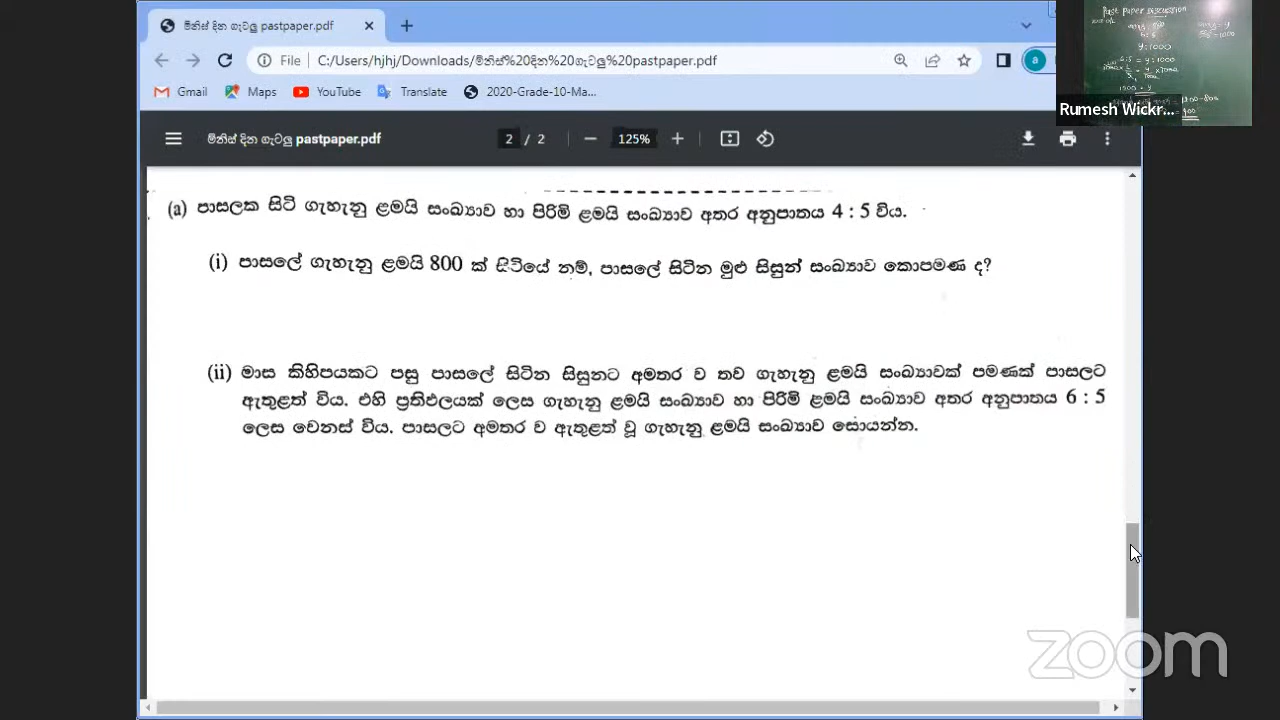 මිනිස් දින ගැටලු pastpaper.pdf
File C:/Users/hjhj/Downloads/මිනිස්%20දින%20ගැටලු%20pastpaper.pdf
a
Gmail Maps YouTube Translate 2020-Grade-10-Ma...
Rumesh Wickr...
මිනිස් දින ගැටලු pastpaper.pdf 2 / 2 125%
(a) පාසලක සිටි ගැහැනු ළමයි සංඛ්‍යාව හා පිරිමි ළමයි සංඛ්‍යාව අතර අනුපාතය 4 : 5 විය.
(i) පාසලේ ගැහැනු ළමයි 800 ක් සිටියේ නම්, පාසලේ සිටින මුළු සිසුන් සංඛ්‍යාව කොපමණ ද?
(ii) මාස කිහිපයකට පසු පාසලේ සිටින සිසුනට අමතර ව තව ගැහැනු ළමයි සංඛ්‍යාවක් පමණක් පාසලට
ඇතුළත් විය. එහි ප්‍රතිඵලයක් ලෙස ගැහැනු ළමයි සංඛ්‍යාව හා පිරිමි ළමයි සංඛ්‍යාව අතර අනුපාතය 6 : 5
ලෙස වෙනස් විය. පාසලට අමතර ව ඇතුළත් වූ ගැහැනු ළමයි සංඛ්‍යාව සොයන්න.
zoom